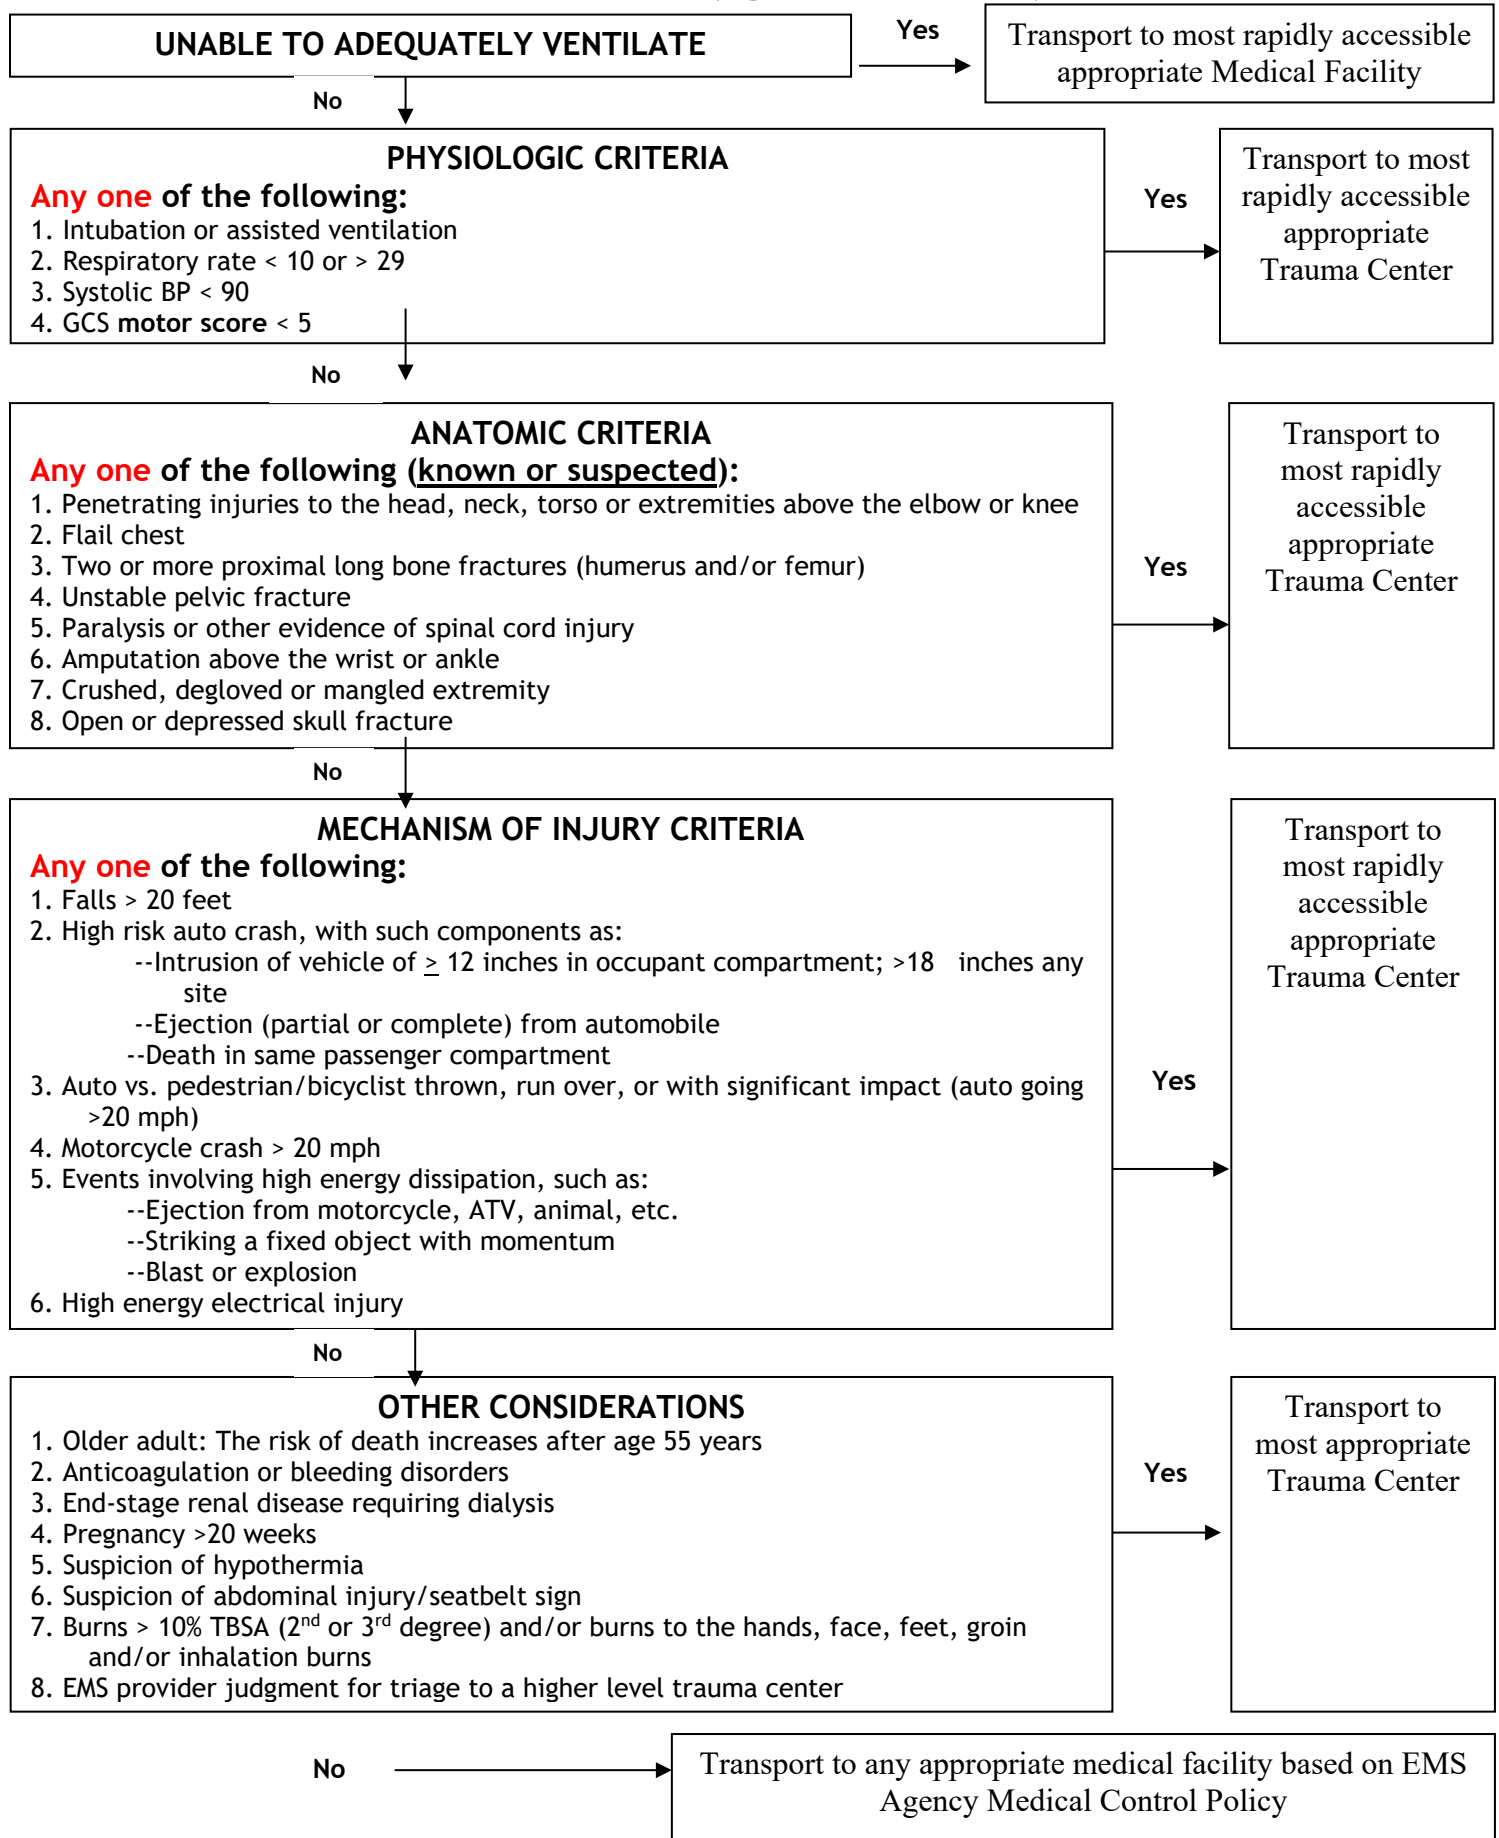 UNABLE TO ADEQUATELY VENTILATE
Yes
Transport to most rapidly accessible
appropriate Medical Facility
No
PHYSIOLOGIC CRITERIA
Any one of the following:
1. Intubation or assisted ventilation
2. Respiratory rate < 10 or > 29
3. Systolic BP < 90
4. GCS motor score < 5
Yes
Transport to most
rapidly accessible
appropriate
Trauma Center
No
ANATOMIC CRITERIA
Any one of the following (known or suspected):
1. Penetrating injuries to the head, neck, torso or extremities above the elbow or knee
2. Flail chest
3. Two or more proximal long bone fractures (humerus and/or femur)
4. Unstable pelvic fracture
5. Paralysis or other evidence of spinal cord injury
6. Amputation above the wrist or ankle
7. Crushed, degloved or mangled extremity
8. Open or depressed skull fracture
Yes
Transport to
most rapidly
accessible
appropriate
Trauma Center
No
MECHANISM OF INJURY CRITERIA
Any one of the following:
1. Falls > 20 feet
2. High risk auto crash, with such components as:
--Intrusion of vehicle of ≥ 12 inches in occupant compartment; >18 inches any
site
--Ejection (partial or complete) from automobile
--Death in same passenger compartment
3. Auto vs. pedestrian/bicyclist thrown, run over, or with significant impact (auto going
>20 mph)
4. Motorcycle crash > 20 mph
5. Events involving high energy dissipation, such as:
--Ejection from motorcycle, ATV, animal, etc.
--Striking a fixed object with momentum
--Blast or explosion
6. High energy electrical injury
Yes
Transport to
most rapidly
accessible
appropriate
Trauma Center
No
OTHER CONSIDERATIONS
1. Older adult: The risk of death increases after age 55 years
2. Anticoagulation or bleeding disorders
3. End-stage renal disease requiring dialysis
4. Pregnancy >20 weeks
5. Suspicion of hypothermia
6. Suspicion of abdominal injury/seatbelt sign
7. Burns > 10% TBSA (2nd or 3rd degree) and/or burns to the hands, face, feet, groin
and/or inhalation burns
8. EMS provider judgment for triage to a higher level trauma center
Yes
Transport to
most appropriate
Trauma Center
No
Transport to any appropriate medical facility based on EMS
Agency Medical Control Policy